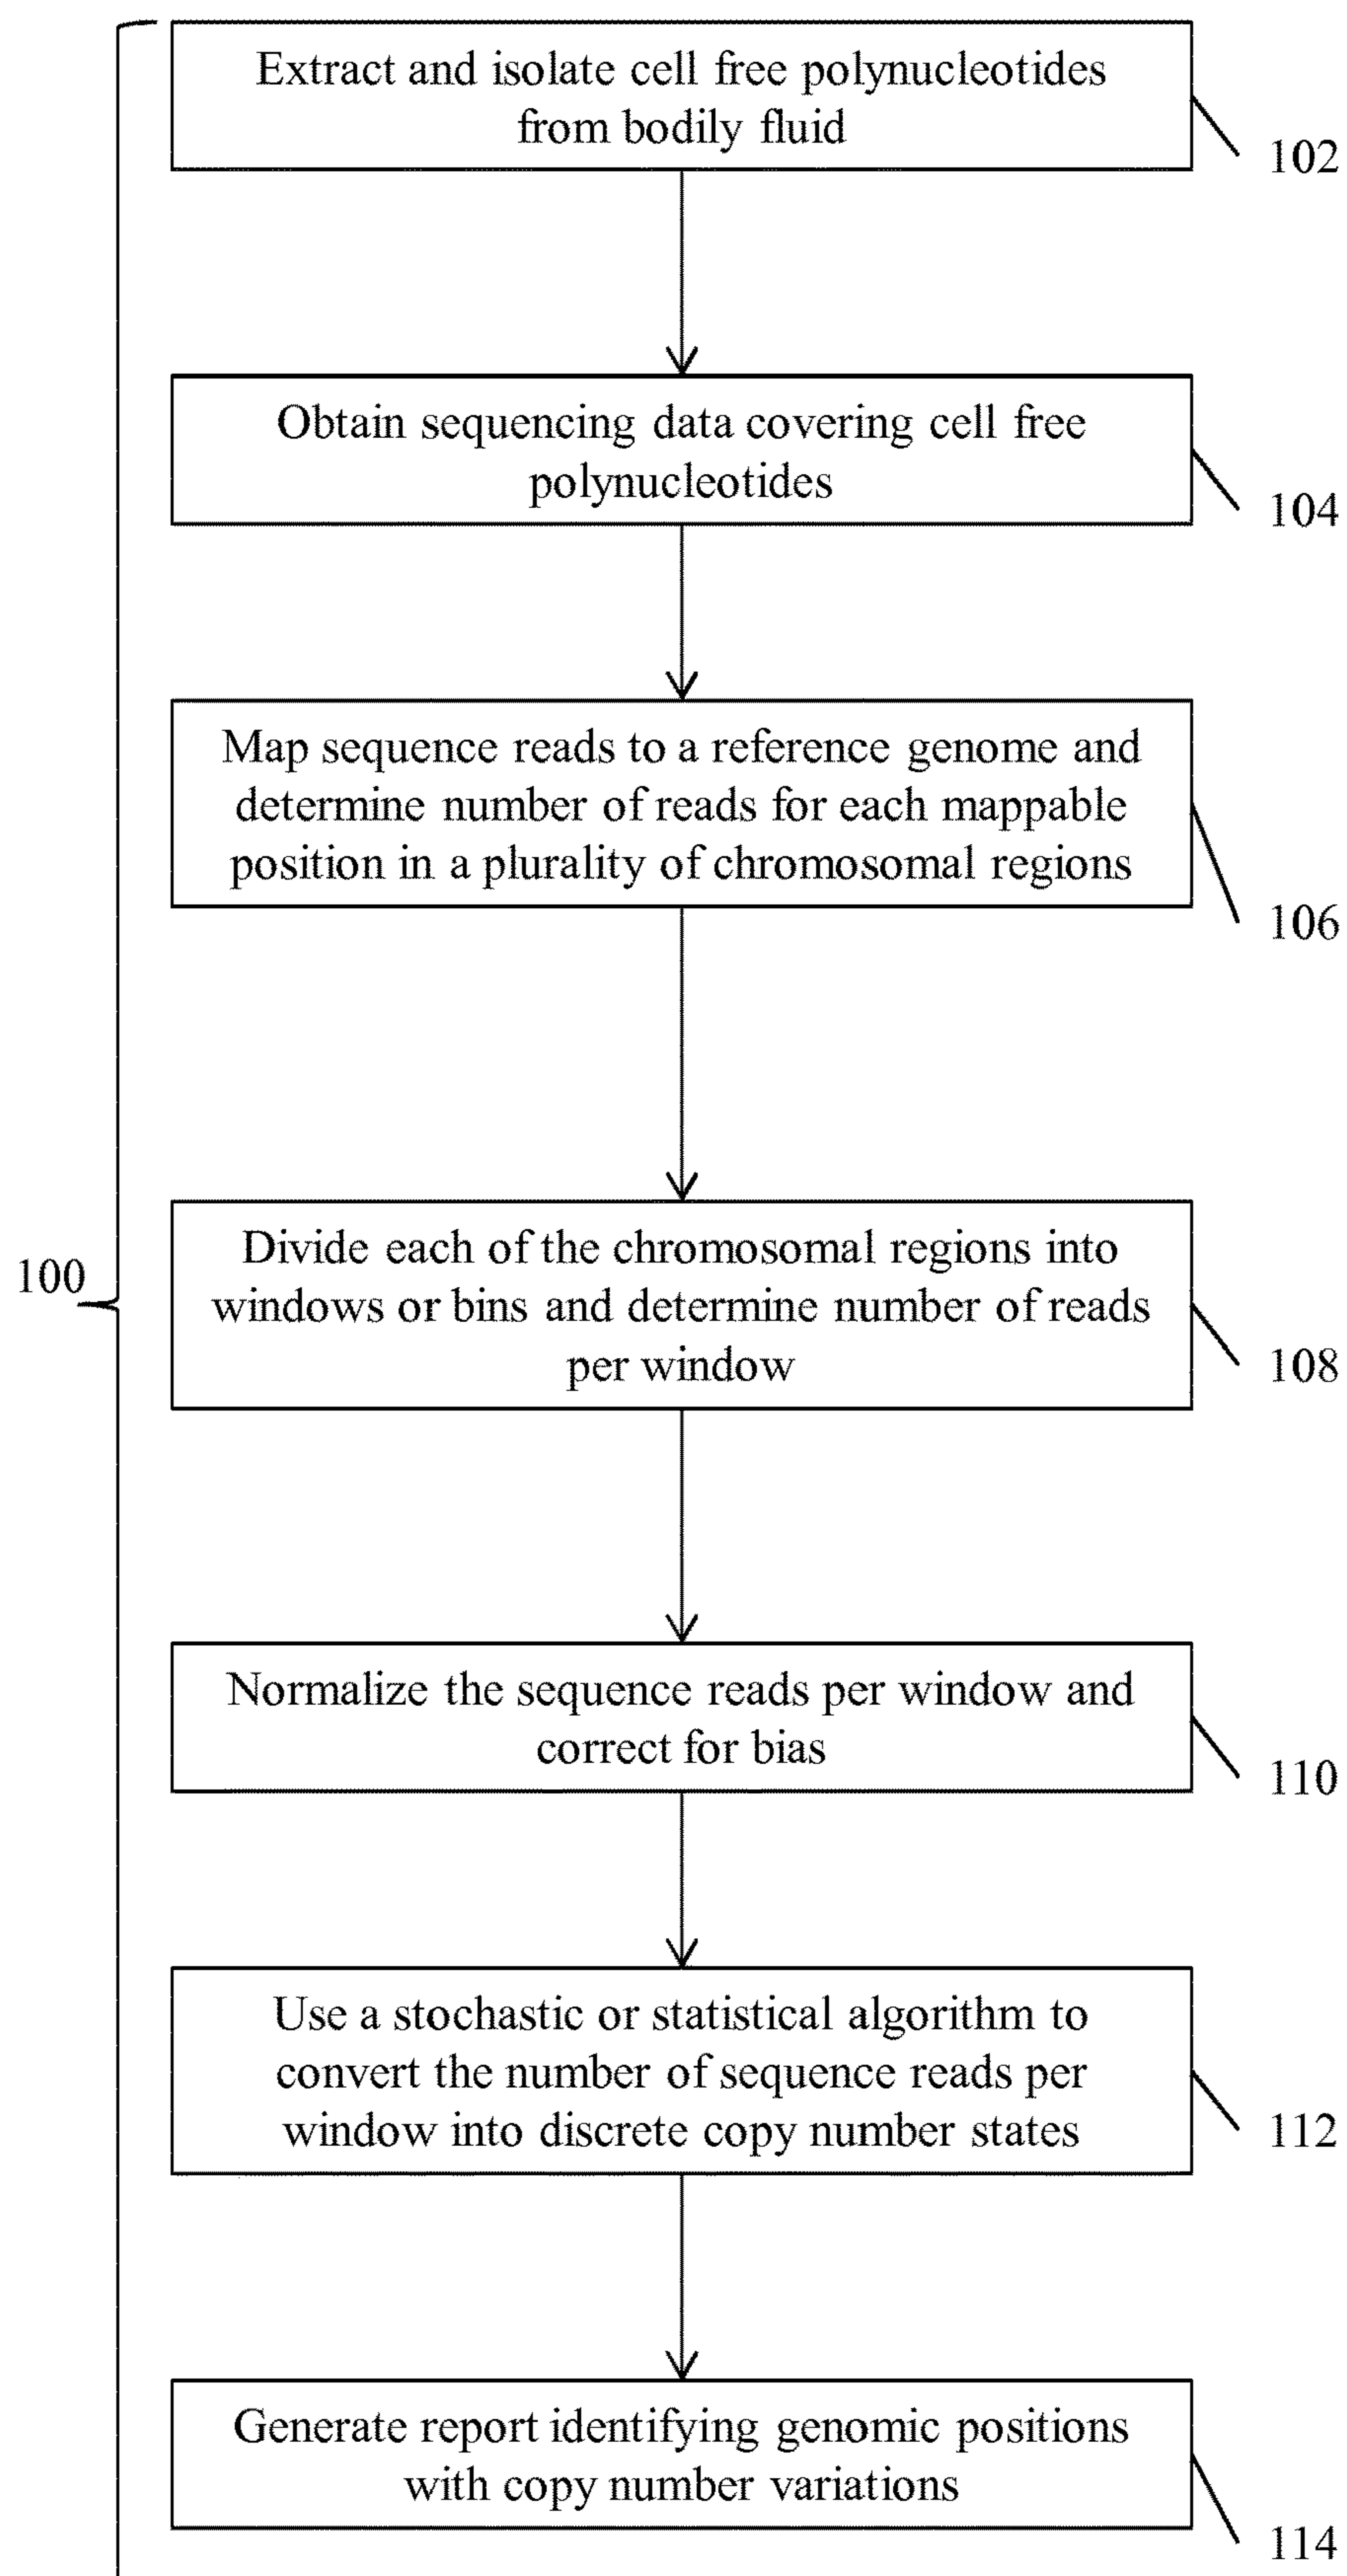 Extract and isolate cell free polynucleotides
from bodily fluid
102
Obtain sequencing data covering cell free
polynucleotides
104
Map sequence reads to a reference genome and
determine number of reads for each mappable
position in a plurality of chromosomal regions
106
100
Divide each of the chromosomal regions into
windows or bins and determine number of reads
per window
108
Normalize the sequence reads per window and
correct for bias
110
Use a stochastic or statistical algorithm to
convert the number of sequence reads per
window into discrete copy number states
112
Generate report identifying genomic positions
with copy number variations
114